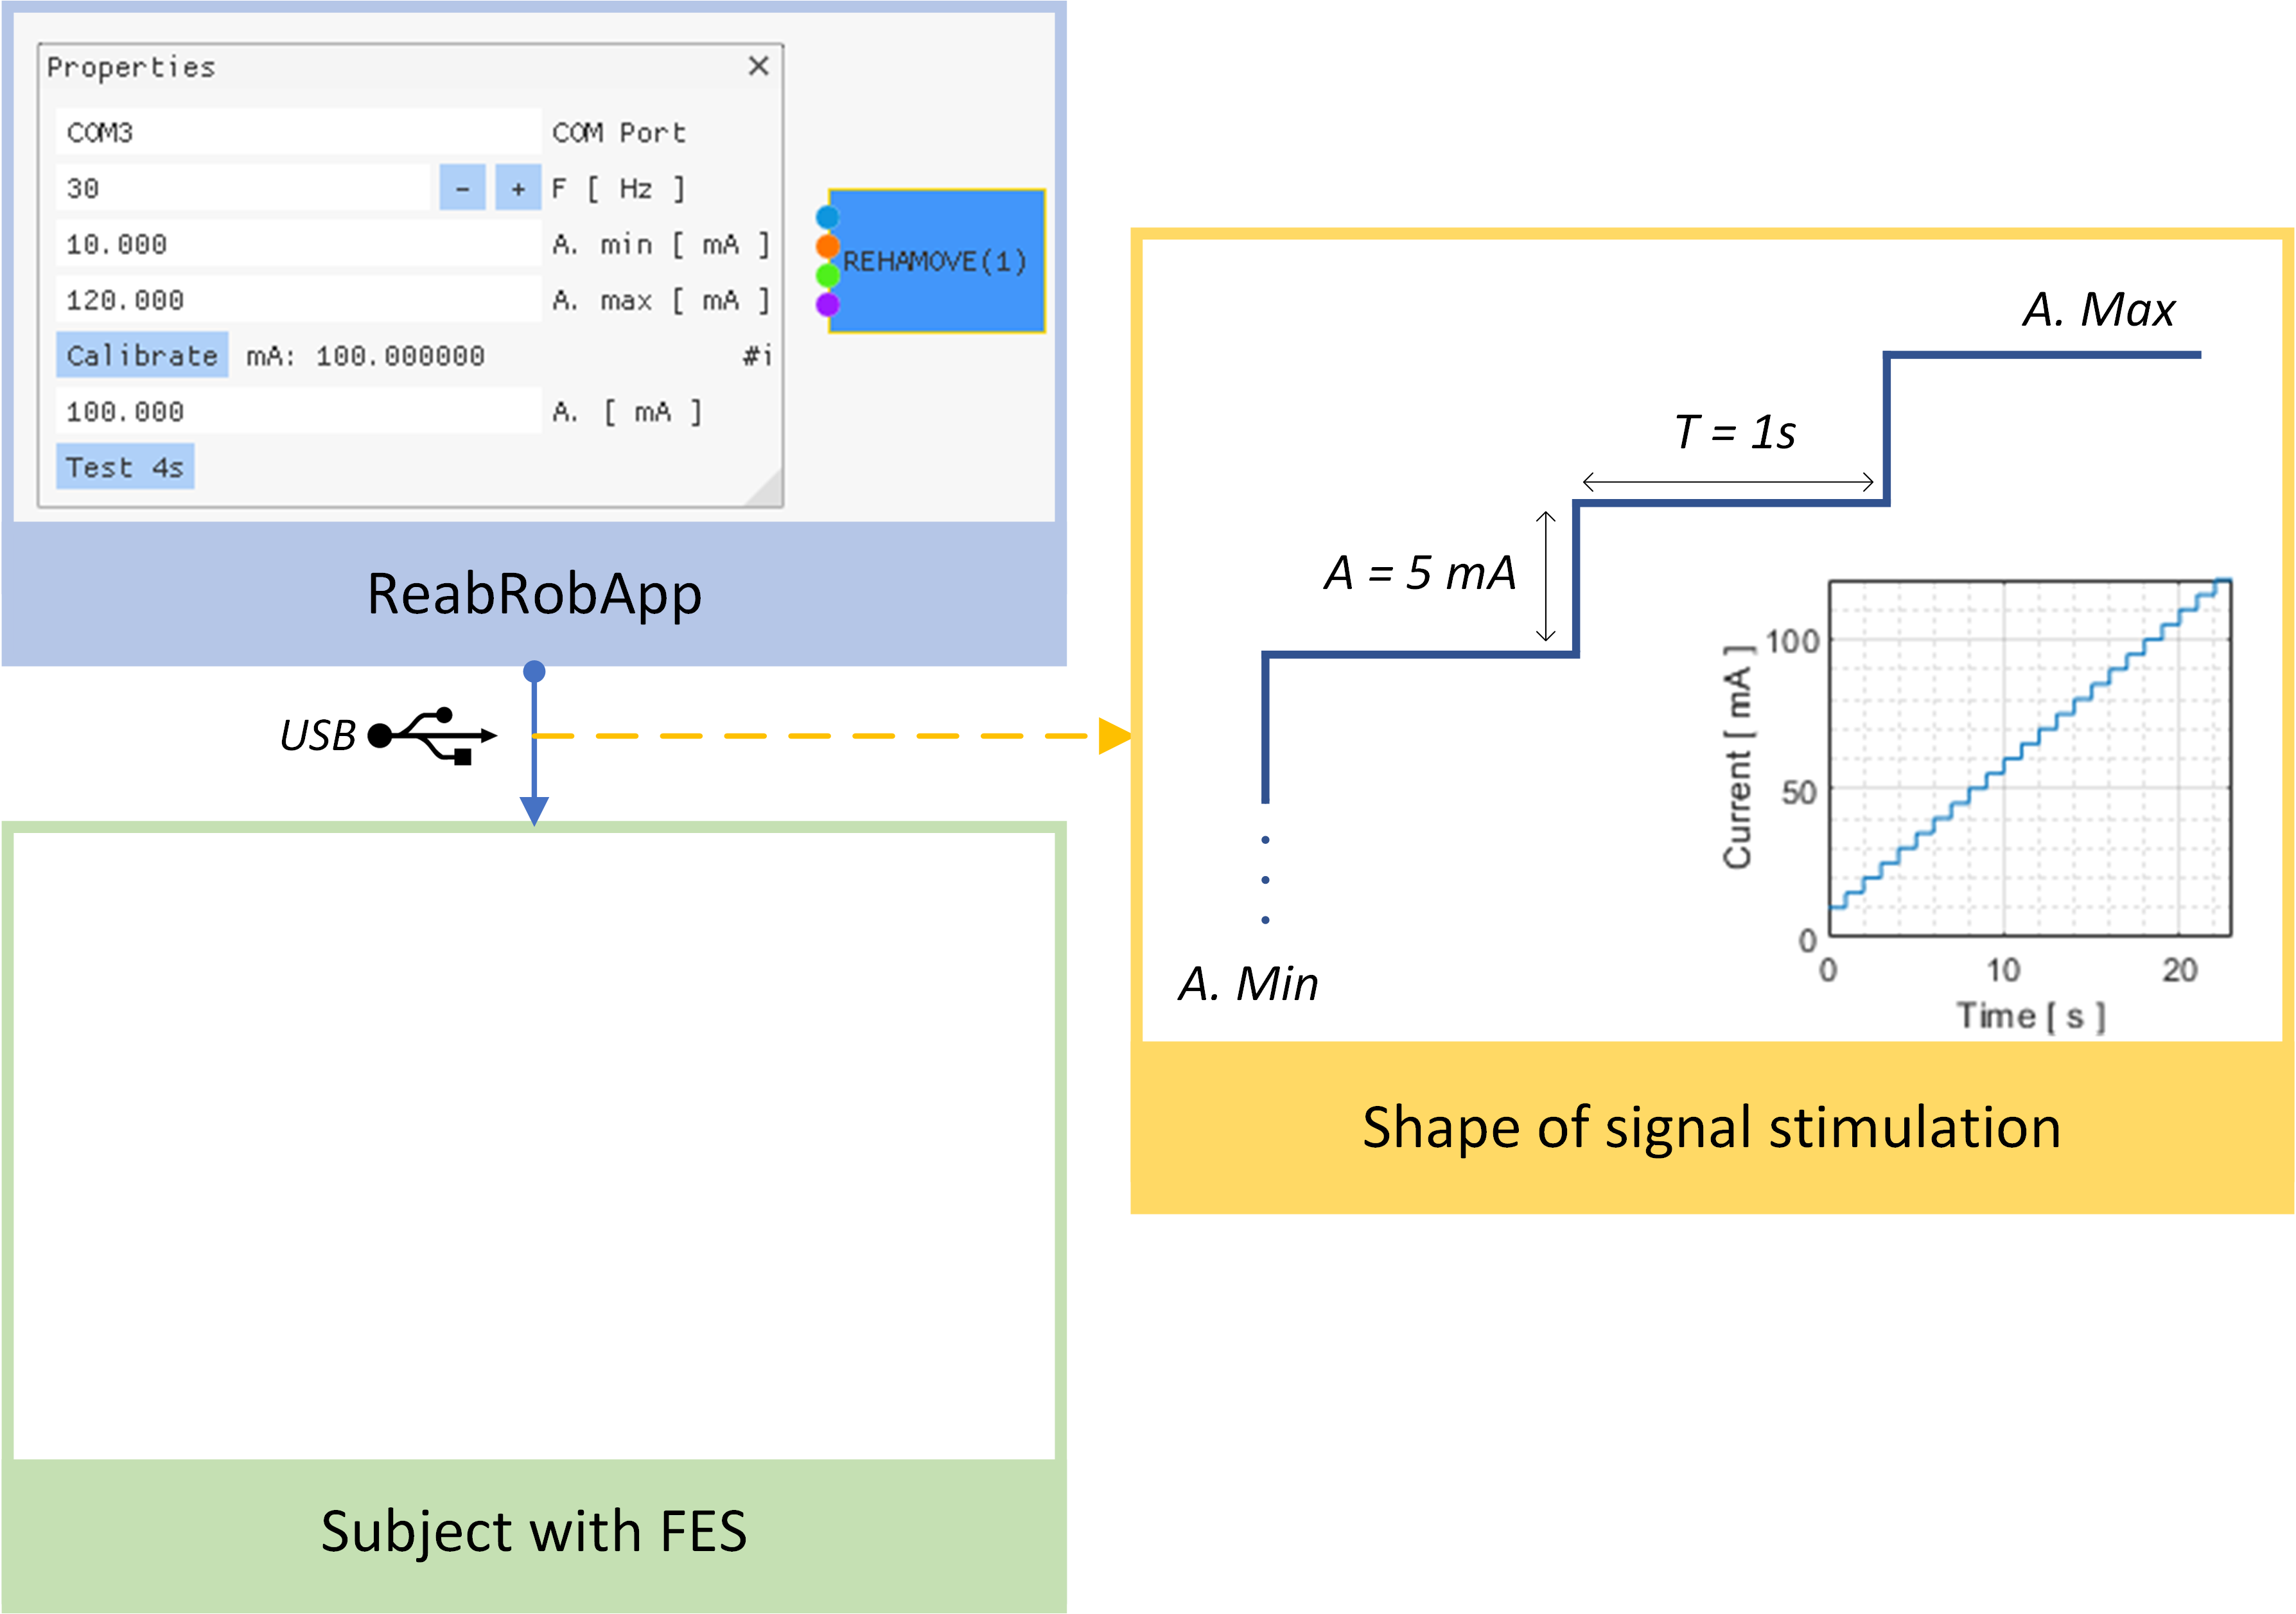 Properties
COM3 COM Port
30 - + F [ Hz ]
10.000 A. min [ mA ]
120.000 A. max [ mA ]
Calibrate mA: 100.000000 #i
100.000 A. [ mA ]
Test 4s
REHAMOVE(1)
ReabRobApp
USB
Subject with FES
A. Max
T = 1s
A = 5 mA
A. Min
Current [ mA ]
100
50
0
0 10 20
Time [ s ]
Shape of signal stimulation